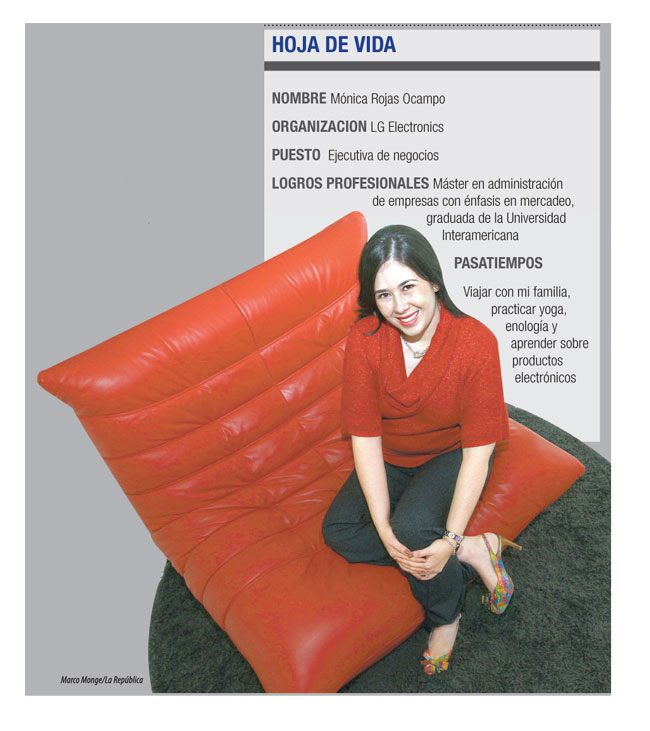 HOJA DE VIDA
NOMBRE Mónica Rojas Ocampo
ORGANIZACION LG Electronics
PUESTO Ejecutiva de negocios
LOGROS PROFESIONALES Máster en administración
de empresas con énfasis en mercadeo,
graduada de la Universidad
Interamericana
PASATIEMPOS
Viajar con mi familia,
practicar yoga,
enología y
aprender sobre
productos
electrónicos
Marco Monge/La República